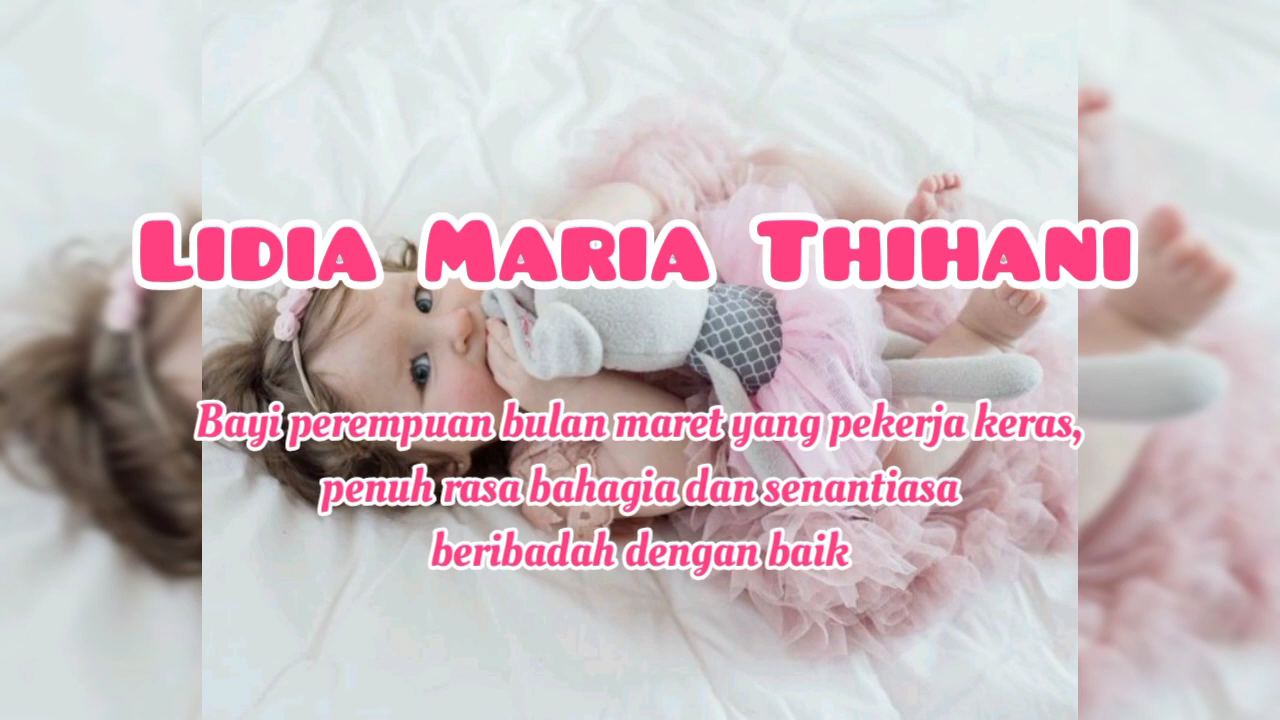 Lidia Maria Thihani
Bayi perempuan bulan maret yang pekerja keras,
penuh rasa bahagia dan senantiasa
beribadah dengan baik